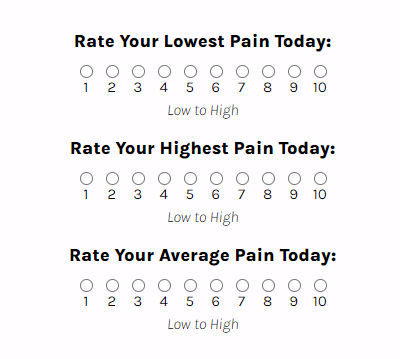 Rate Your Lowest Pain Today:
1 2 3 4 5 6 7 8 9 10
Low to High
Rate Your Highest Pain Today:
1 2 3 4 5 6 7 8 9 10
Low to High
Rate Your Average Pain Today:
1 2 3 4 5 6 7 8 9 10
Low to High